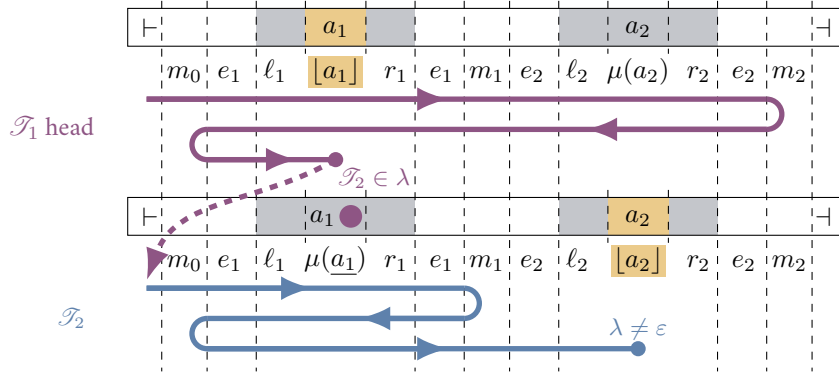 ⊢ a₁ a₂ ⊣
m₀ e₁ ℓ₁ ⌊a₁⌋ r₁ e₁ m₁ e₂ ℓ₂ μ(a₂) r₂ e₂ m₂
𝒯₁ head
𝒯₂ ∈ λ
⊢ a₁ a₂ ⊣
m₀ e₁ ℓ₁ μ(a₁) r₁ e₁ m₁ e₂ ℓ₂ ⌊a₂⌋ r₂ e₂ m₂
𝒯₂
λ ≠ ε